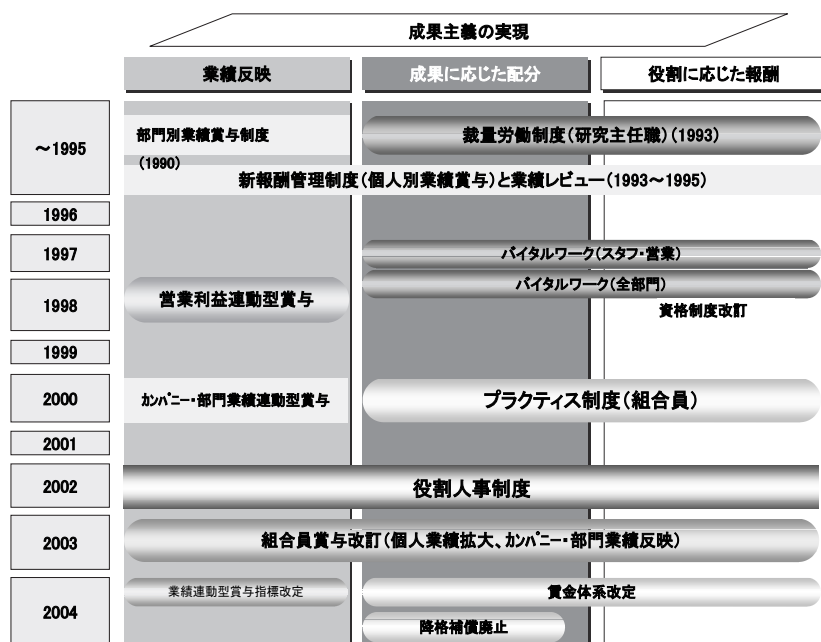 成果主義の実現
業績反映
成果に応じた配分
役割に応じた報酬
～1995
部門別業績賞与制度
(1990)
裁量労働制度(研究主任職)(1993)
新報酬管理制度(個人別業績賞与)と業績レビュー(1993～1995)
1996
1997
バイタルワーク(スタフ・営業)
バイタルワーク(全部門)
1998
営業利益連動型賞与
資格制度改訂
1999
2000
ｶﾝﾊﾟﾆｰ・部門業績連動型賞与
プラクティス制度(組合員)
2001
2002
役割人事制度
2003
組合員賞与改訂(個人業績拡大、ｶﾝﾊﾟﾆｰ・部門業績反映)
2004
業績連動型賞与指標改定
賃金体系改定
降格補償廃止